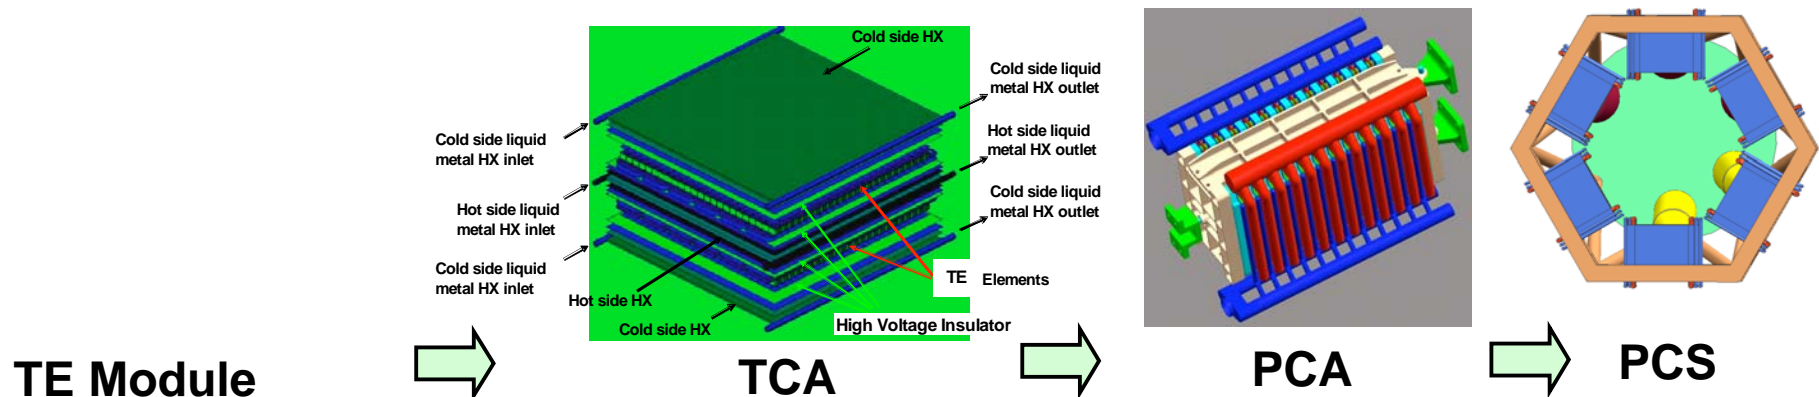 Cold side HX
Cold side liquid
metal HX outlet
Hot side liquid
metal HX outlet
Cold side liquid
metal HX outlet
Cold side liquid
metal HX inlet
Hot side liquid
metal HX inlet
Cold side liquid
metal HX inlet
TE Elements
Hot side HX
Cold side HX
High Voltage Insulator
TE Module
TCA
PCA
PCS